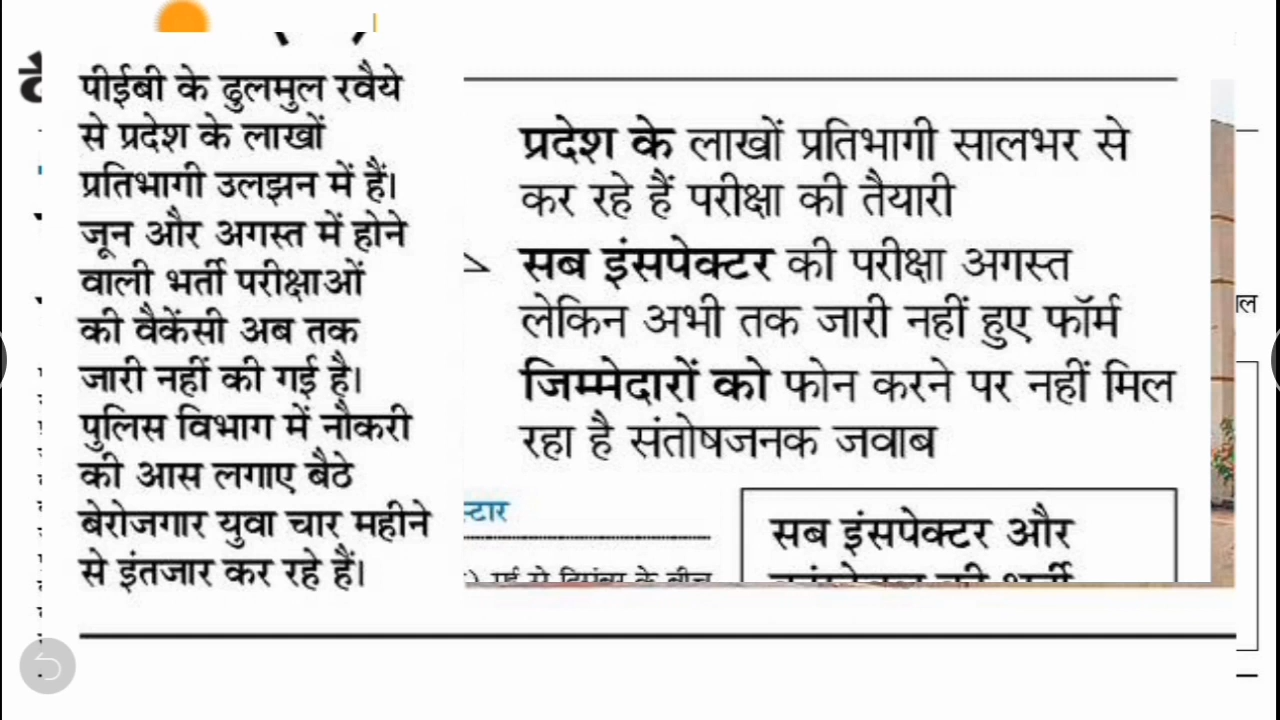 पीईबी के ढुलमुल रवैये
से प्रदेश के लाखों
प्रतिभागी उलझन में हैं।
जून और अगस्त में होने
वाली भर्ती परीक्षाओं
की वैकेंसी अब तक
जारी नहीं की गई है।
पुलिस विभाग में नौकरी
की आस लगाए बैठे
बेरोजगार युवा चार महीने
से इंतजार कर रहे हैं।
प्रदेश के लाखों प्रतिभागी सालभर से
कर रहे हैं परीक्षा की तैयारी
सब इंसपेक्टर की परीक्षा अगस्त
लेकिन अभी तक जारी नहीं हुए फॉर्म
जिम्मेदारों को फोन करने पर नहीं मिल
रहा है संतोषजनक जवाब
स्टार
सब इंसपेक्टर और